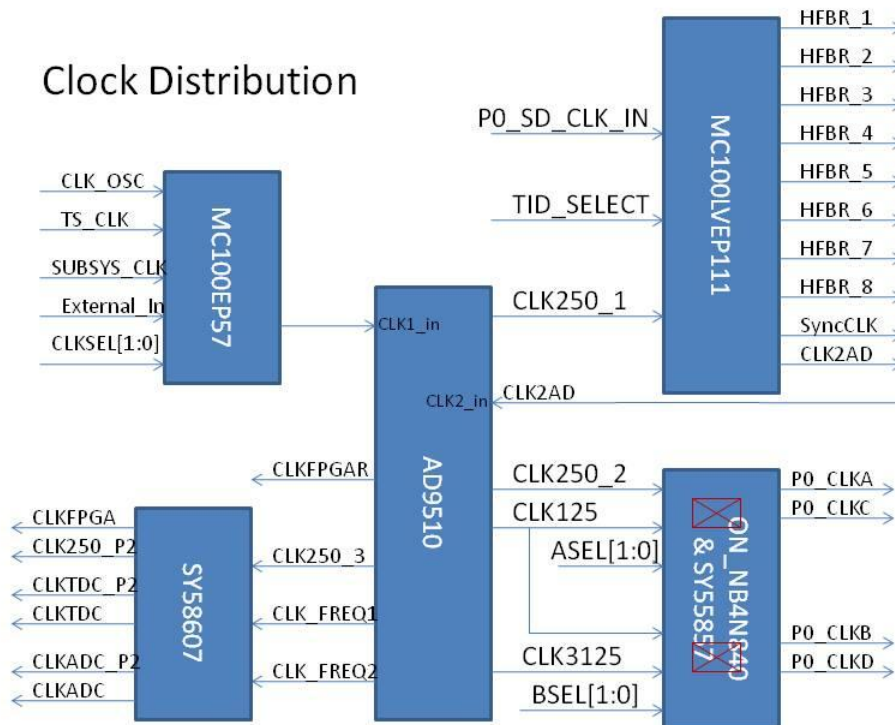 Clock Distribution
HFBR_1
HFBR_2
HFBR_3
HFBR_4
HFBR_5
HFBR_6
HFBR_7
HFBR_8
SyncCLK
CLK2AD
P0_SD_CLK_IN
TID_SELECT
MC100LVEP111
CLK_OSC
TS_CLK
SUBSYS_CLK
External_In
CLKSEL[1:0]
MC100EP57
CLK1_in
CLK250_1
CLK2_in
CLK2AD
AD9510
CLKFPGAR
CLK250_2
CLK125
ASEL[1:0]
CLK3125
BSEL[1:0]
ON_NB4N840
& SY55857
P0_CLKA
P0_CLKC
P0_CLKB
P0_CLKD
CLKFPGA
CLK250_P2
CLKTDC_P2
CLKTDC
CLKADC_P2
CLKADC
SY58607
CLK250_3
CLK_FREQ1
CLK_FREQ2